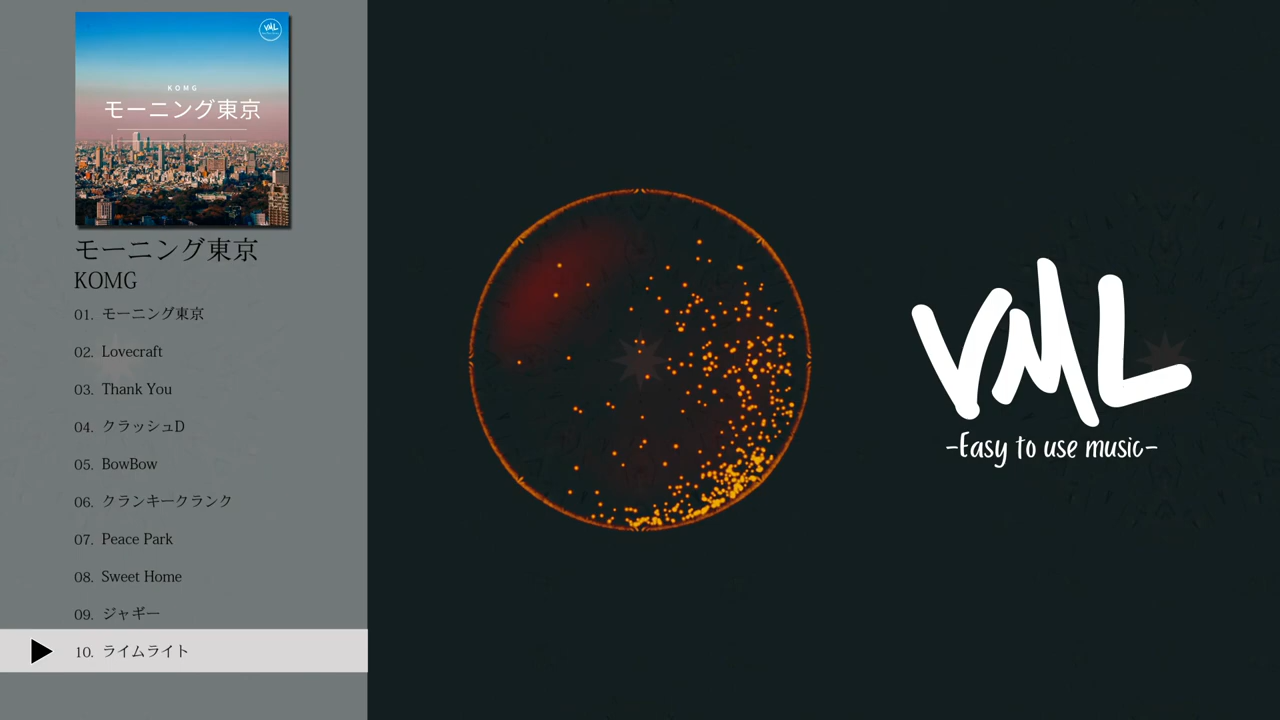 VML
KOMG
モーニング東京
モーニング東京
KOMG
01. モーニング東京
02. Lovecraft
03. Thank You
04. クラッシュD
05. BowBow
06. クランキークランク
07. Peace Park
08. Sweet Home
09. ジャギー
10. ライムライト
VML
-Easy to use music-